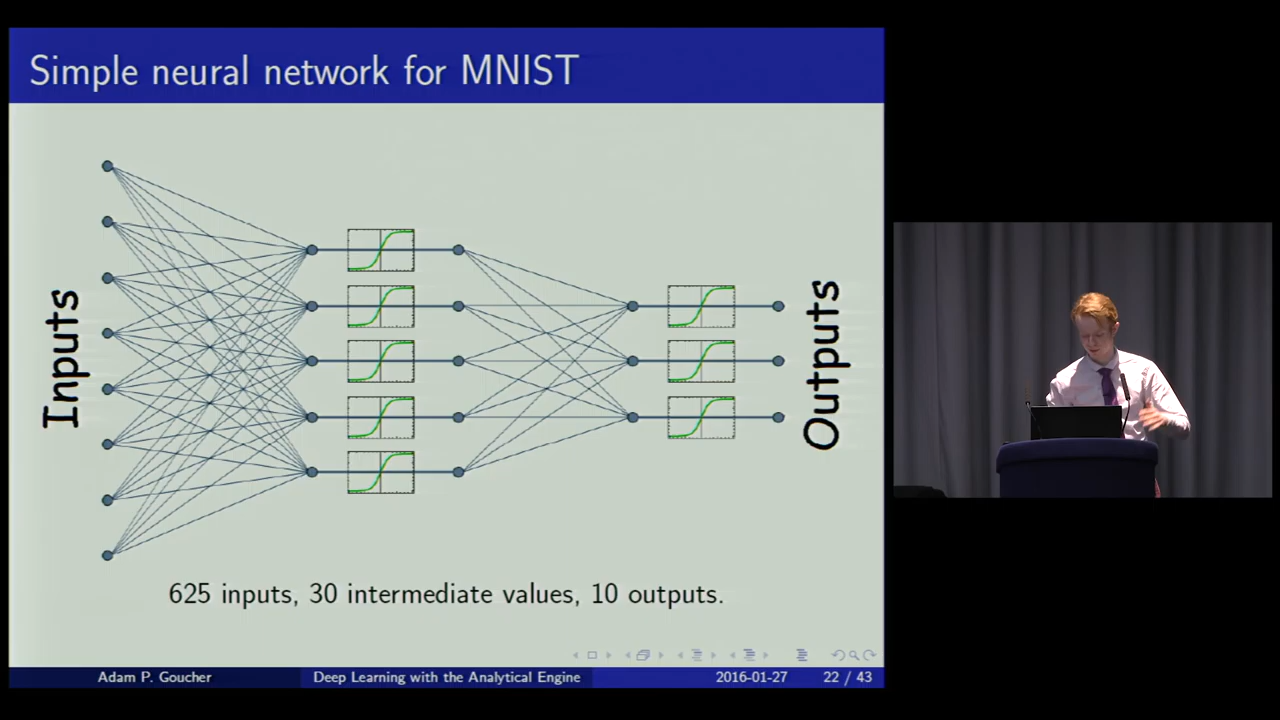 Simple neural network for MNIST
Inputs
Outputs
625 inputs, 30 intermediate values, 10 outputs.
Adam P. Goucher
Deep Learning with the Analytical Engine
2016-01-27
22 / 43